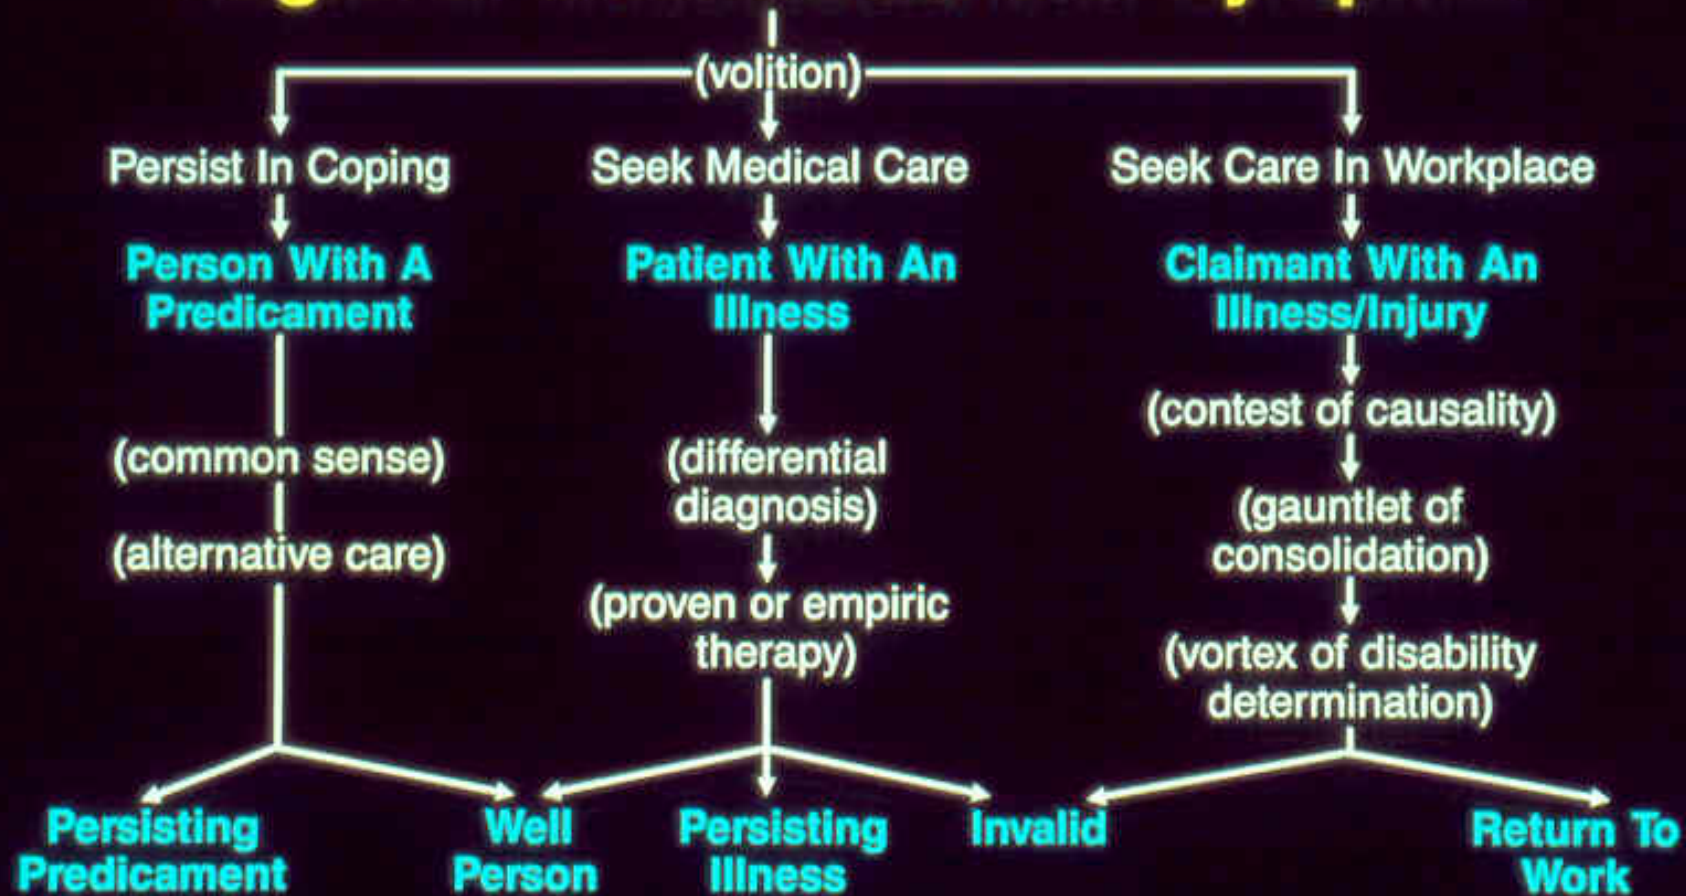 (volition)
Persist In Coping
Seek Medical Care
Seek Care In Workplace
Person With A
Predicament
Patient With An
Illness
Claimant With An
Illness/Injury
(contest of causality)
(common sense)
(differential
diagnosis)
(gauntlet of
consolidation)
(alternative care)
(proven or empiric
therapy)
(vortex of disability
determination)
Persisting
Predicament
Well
Person
Persisting
Illness
Invalid
Return To
Work